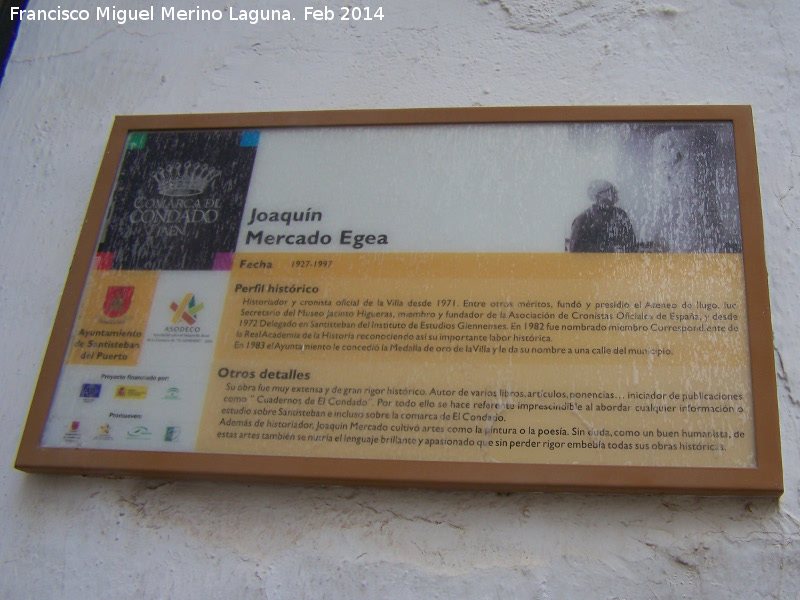 Francisco Miguel Merino Laguna. Feb 2014
COMARCA DE
CONDADO
JAÉN
Joaquín
Mercado Egea
Fecha 1927-1997
Perfil histórico
Historiador y cronista oficial de la Villa desde 1971. Entre otros méritos, fundó y presidió el Ateneo de Ilugo, fue
Secretario del Museo Jacinto Higueras, miembro y fundador de la Asociación de Cronistas Oficiales de España, y desde
1972 Delegado en Santisteban del Instituto de Estudios Giennenses. En 1982 fue nombrado miembro Correspondiente de
la Real Academia de la Historia reconociendo así su importante labor histórica.
En 1983 el Ayuntamiento le concedió la Medalla de oro de la Villa y le da su nombre a una calle del municipio.
Otros detalles
Su obra fue muy extensa y de gran rigor histórico. Autor de varios libros, artículos, ponencias… iniciador de publicaciones
como " Cuadernos de El Condado". Por todo ello se hace referente imprescindible al abordar cualquier información o
estudio sobre Santisteban e incluso sobre la comarca de El Condado.
Además de historiador, Joaquín Mercado cultivó artes como la pintura o la poesía. Sin duda, como un buen humanista, de
estas artes también se nutría el lenguaje brillante y apasionado que sin perder rigor embebía todas sus obras históricas.
Ayuntamiento
de Santisteban
del Puerto
ASODECO
Proyecto financiado por:
Promueven: